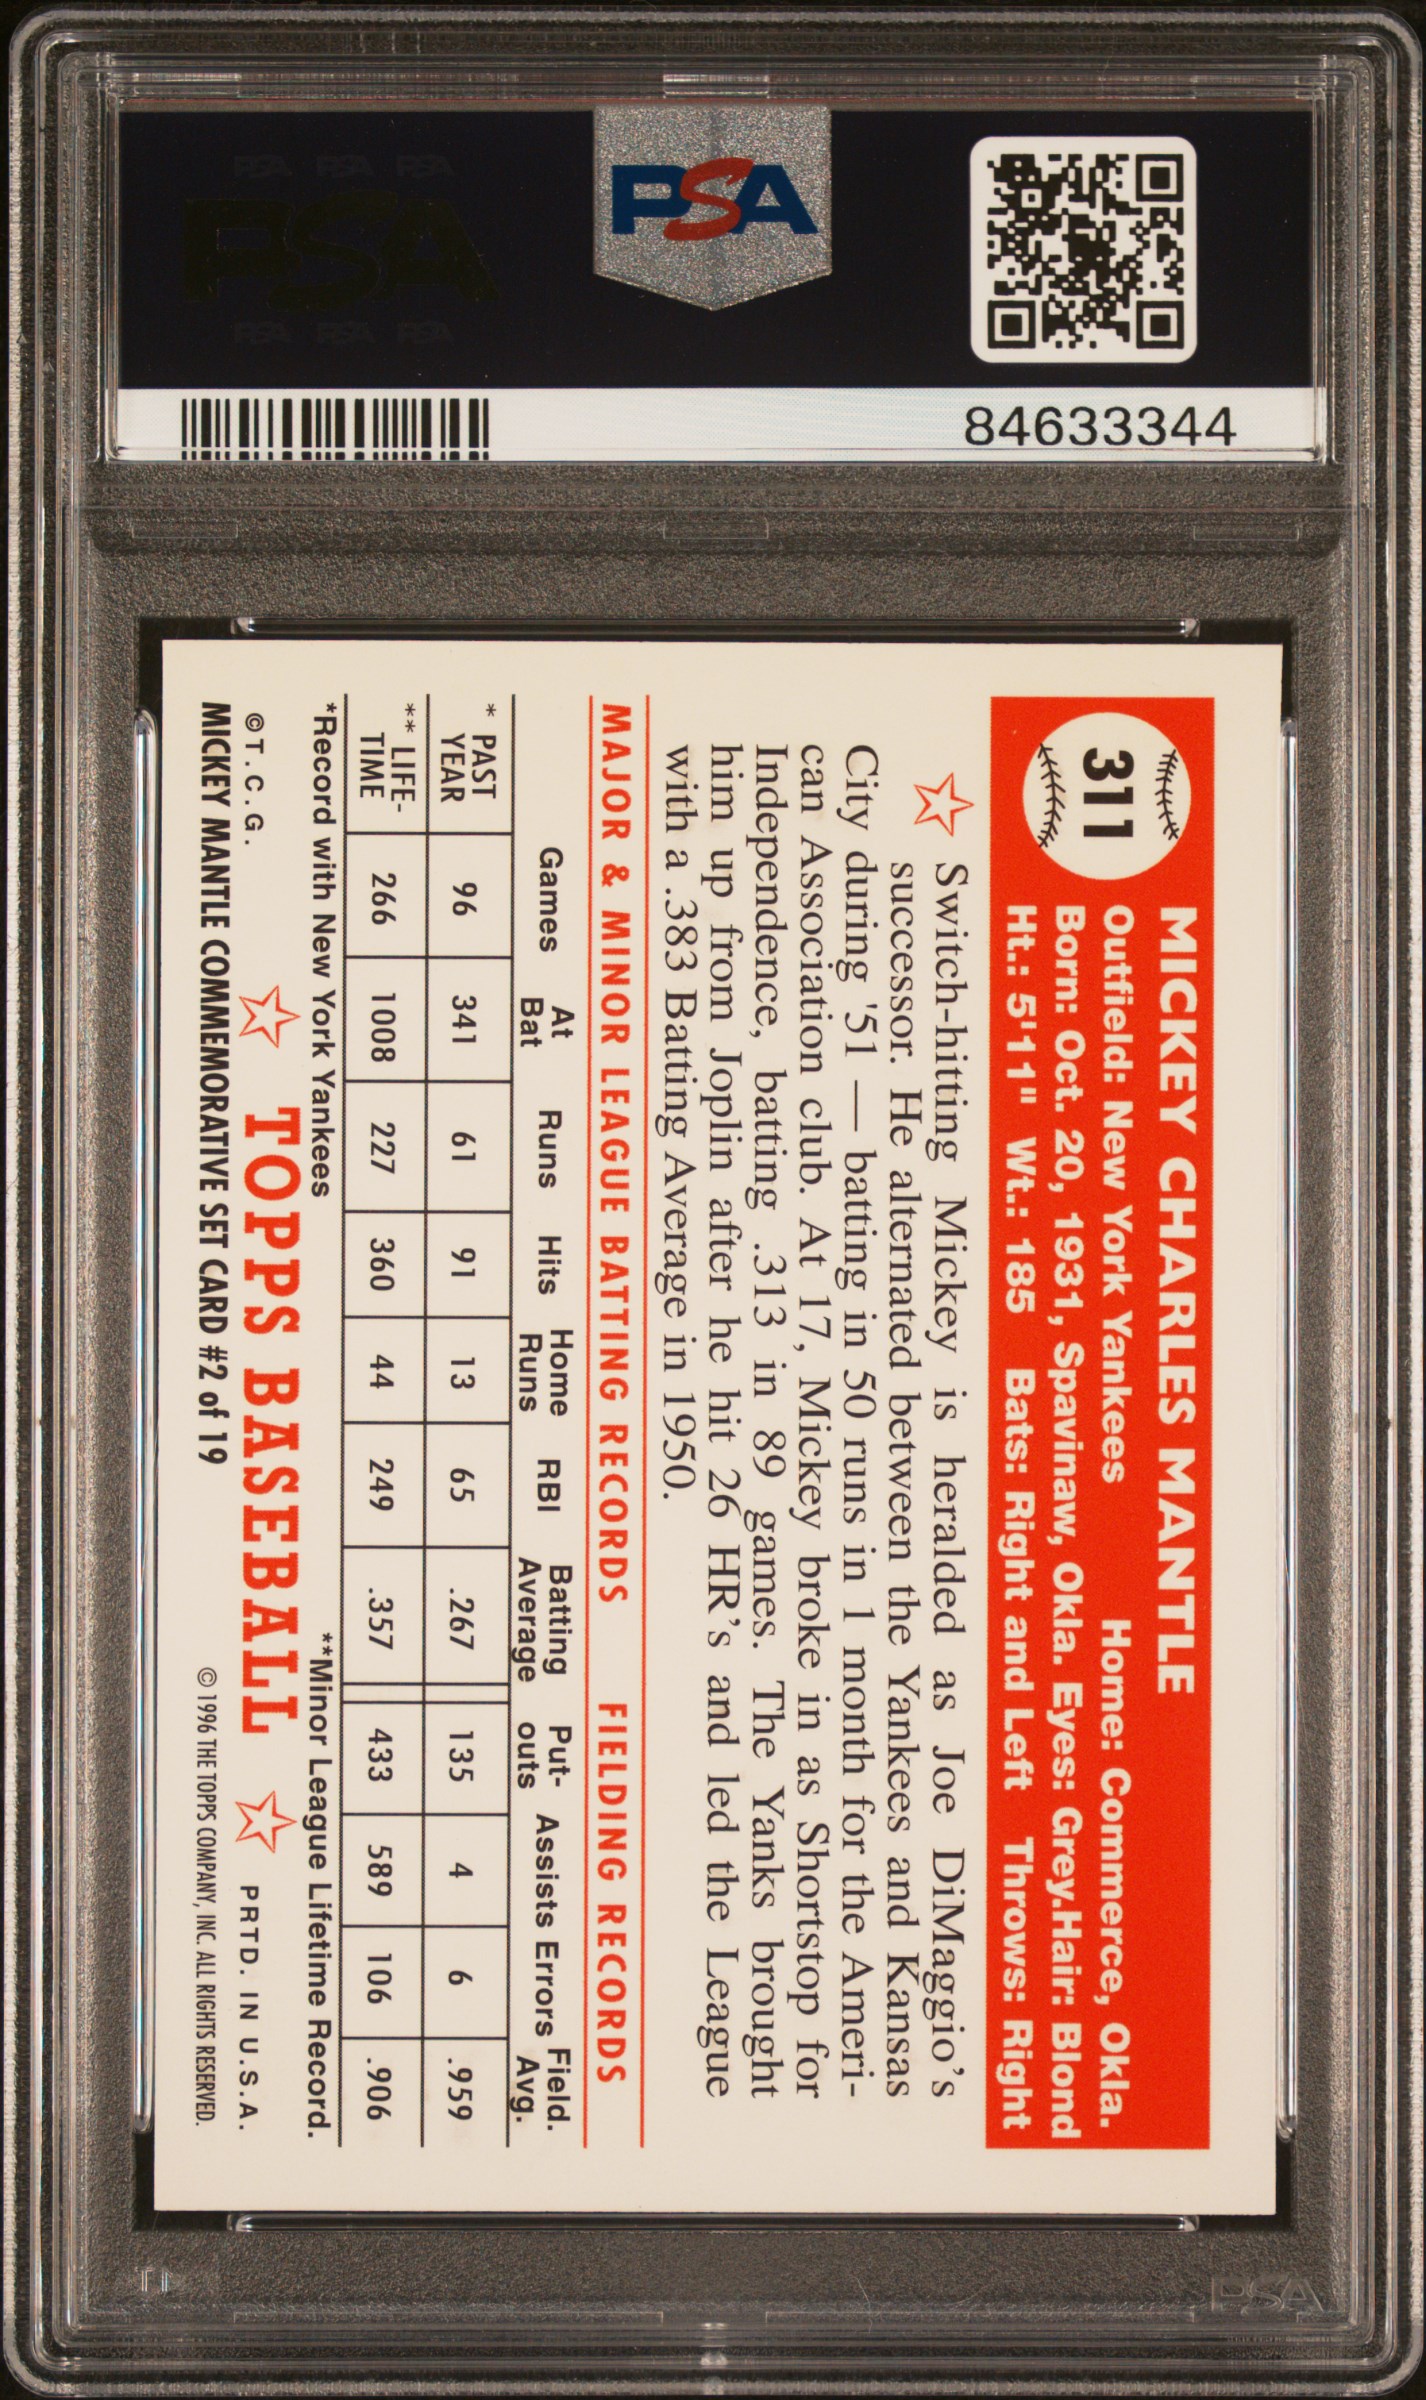 PSA PSA PSA
PSA
PSA PSA PSA
PSA
84633344
311
MICKEY CHARLES MANTLE
Outfield: New York Yankees Home: Commerce, Okla.
Born: Oct. 20, 1931, Spavinaw, Okla. Eyes: Grey.Hair: Blond
Ht.: 5'11" Wt.: 185 Bats: Right and Left Throws: Right
Switch-hitting Mickey is heralded as Joe DiMaggio's
successor. He alternated between the Yankees and Kansas
City during '51 — batting in 50 runs in 1 month for the Ameri-
can Association club. At 17, Mickey broke in as Shortstop for
Independence, batting .313 in 89 games. The Yanks brought
him up from Joplin after he hit 26 HR's and led the League
with a .383 Batting Average in 1950.
MAJOR & MINOR LEAGUE BATTING RECORDS FIELDING RECORDS
Games At Bat Runs Hits Home Runs RBI Batting Average Put-outs Assists Errors Field. Avg.
* PAST YEAR 96 341 61 91 13 65 .267 135 4 6 .959
** LIFE-TIME 266 1008 227 360 44 249 .357 433 589 106 .906
*Record with New York Yankees **Minor League Lifetime Record.
©T.C.G. TOPPS BASEBALL PRTD. IN U.S.A.
MICKEY MANTLE COMMEMORATIVE SET CARD #2 of 19 © 1996 THE TOPPS COMPANY, INC. ALL RIGHTS RESERVED.
PSA